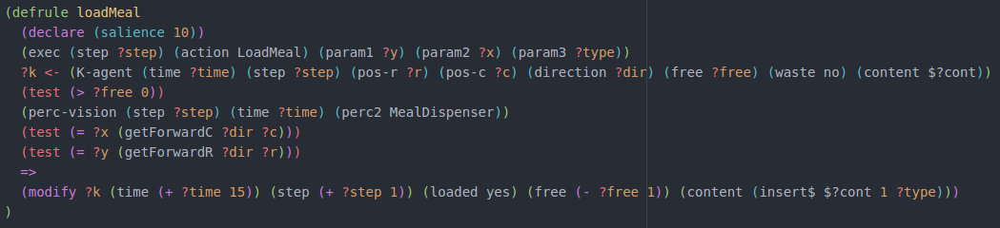 (defrule loadMeal
  (declare (salience 10))
  (exec (step ?step) (action LoadMeal) (param1 ?y) (param2 ?x) (param3 ?type))
  ?k <- (K-agent (time ?time) (step ?step) (pos-r ?r) (pos-c ?c) (direction ?dir) (free ?free) (waste no) (content $?cont))
  (test (> ?free 0))
  (perc-vision (step ?step) (time ?time) (perc2 MealDispenser))
  (test (= ?x (getForwardC ?dir ?c)))
  (test (= ?y (getForwardR ?dir ?r)))
  =>
  (modify ?k (time (+ ?time 15)) (step (+ ?step 1)) (loaded yes) (free (- ?free 1)) (content (insert$ $?cont 1 ?type)))
)